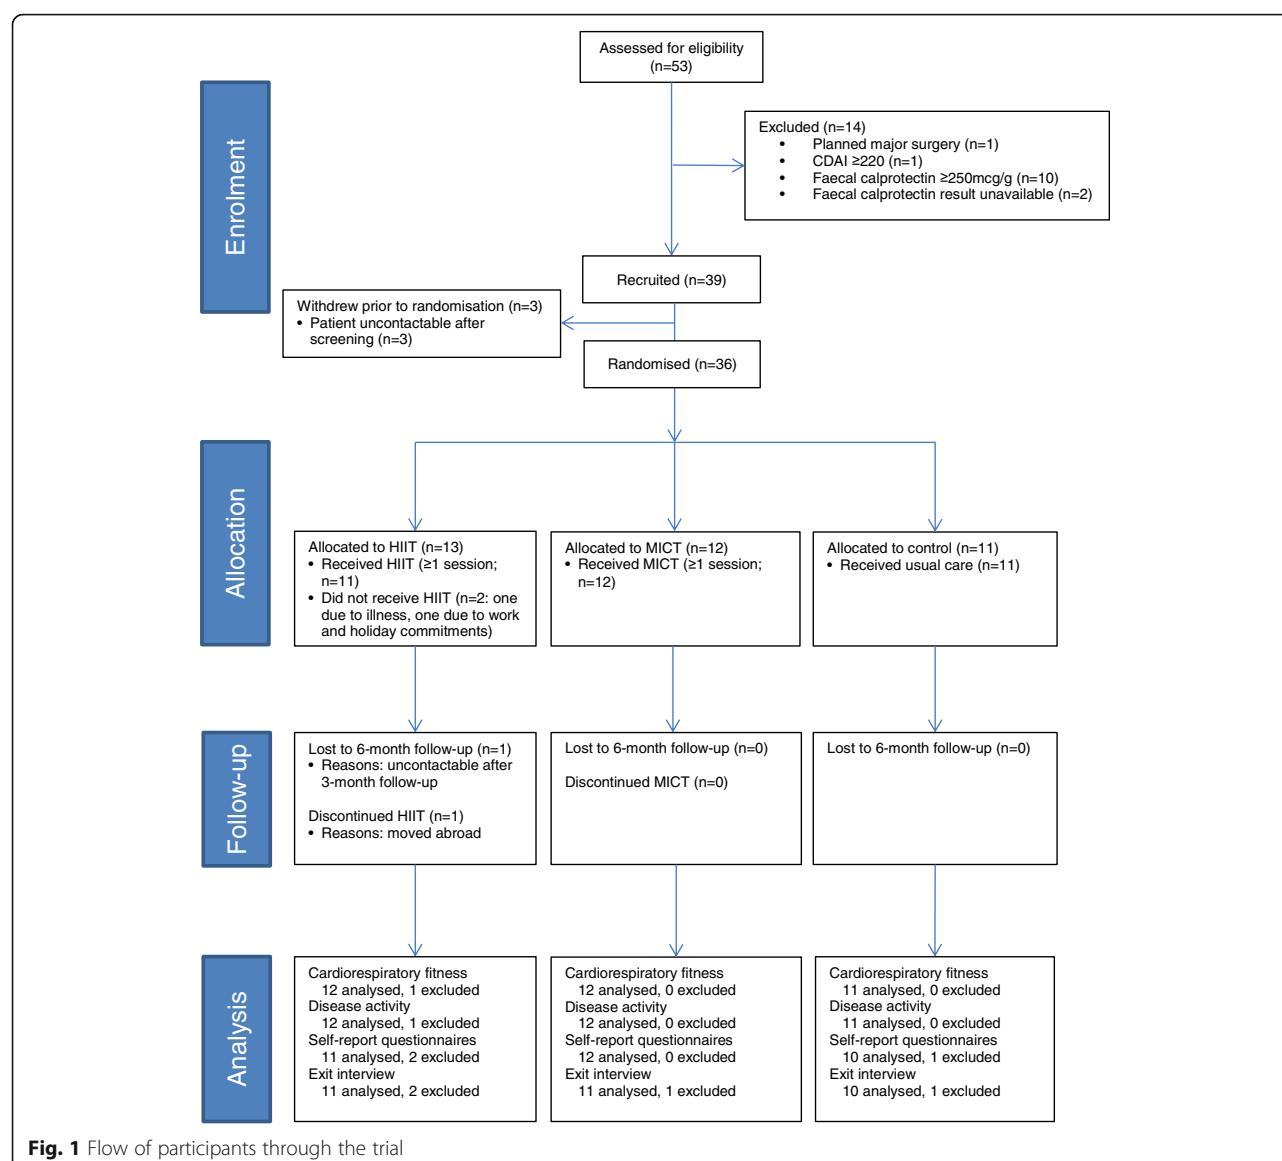 Assessed for eligibility
(n=53)
Enrolment
Excluded (n=14)
• Planned major surgery (n=1)
• CDAI ≥220 (n=1)
• Faecal calprotectin ≥250mcg/g (n=10)
• Faecal calprotectin result unavailable (n=2)
Recruited (n=39)
Withdrew prior to randomisation (n=3)
• Patient uncontactable after
screening (n=3)
Randomised (n=36)
Allocation
Allocated to HIIT (n=13)
• Received HIIT (≥1 session;
n=11)
• Did not receive HIIT (n=2: one
due to illness, one due to work
and holiday commitments)
Allocated to MICT (n=12)
• Received MICT (≥1 session;
n=12)
Allocated to control (n=11)
• Received usual care (n=11)
Follow-up
Lost to 6-month follow-up (n=1)
• Reasons: uncontactable after
3-month follow-up
Discontinued HIIT (n=1)
• Reasons: moved abroad
Lost to 6-month follow-up (n=0)
Discontinued MICT (n=0)
Lost to 6-month follow-up (n=0)
Analysis
Cardiorespiratory fitness
12 analysed, 1 excluded
Disease activity
12 analysed, 1 excluded
Self-report questionnaires
11 analysed, 2 excluded
Exit interview
11 analysed, 2 excluded
Cardiorespiratory fitness
12 analysed, 0 excluded
Disease activity
12 analysed, 0 excluded
Self-report questionnaires
12 analysed, 0 excluded
Exit interview
11 analysed, 1 excluded
Cardiorespiratory fitness
11 analysed, 0 excluded
Disease activity
11 analysed, 0 excluded
Self-report questionnaires
10 analysed, 1 excluded
Exit interview
10 analysed, 1 excluded
Fig. 1 Flow of participants through the trial